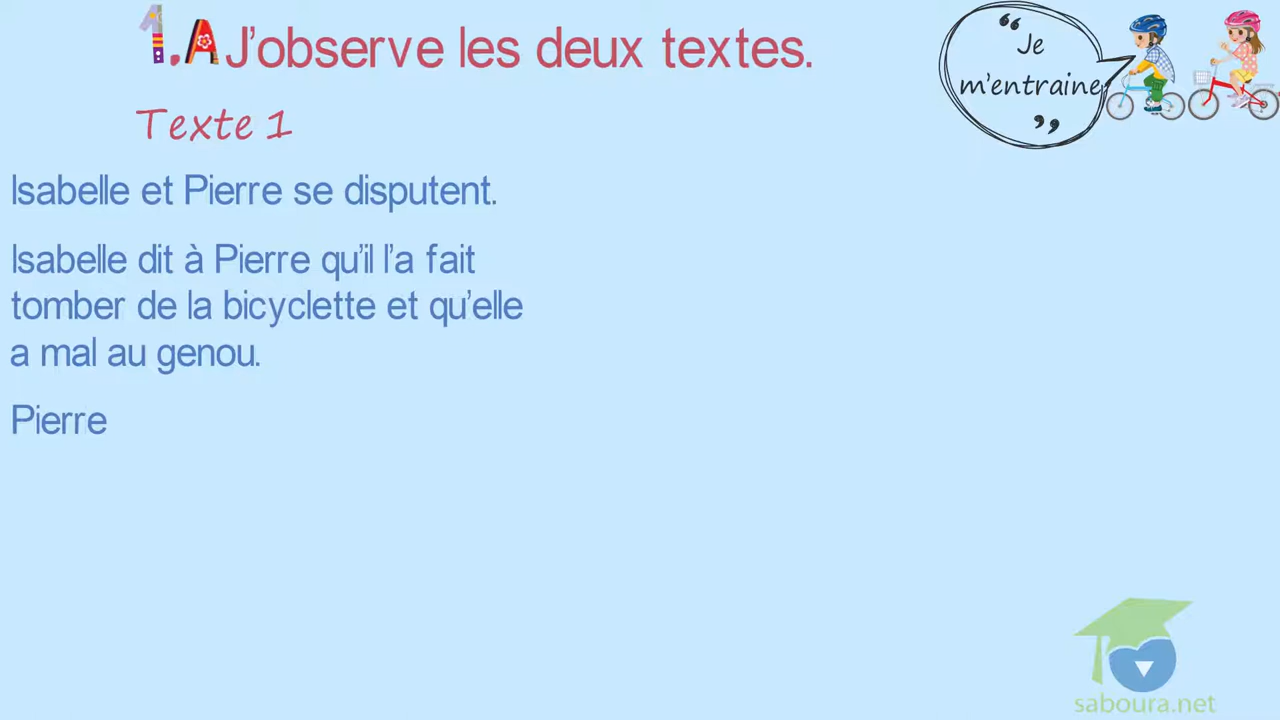 1.A J'observe les deux textes.
“
Je
m'entraine
”
Texte 1
Isabelle et Pierre se disputent.
Isabelle dit à Pierre qu'il l'a fait
tomber de la bicyclette et qu'elle
a mal au genou.
Pierre
saboura.net